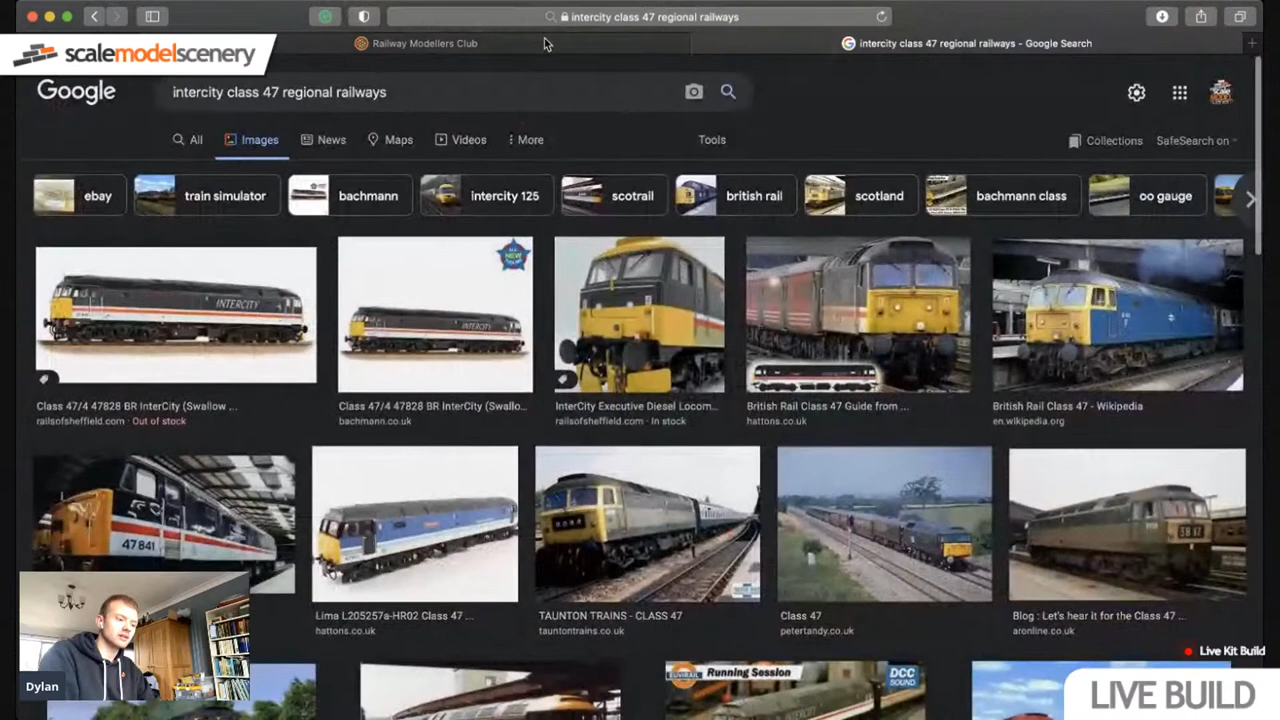 intercity class 47 regional railways
scalemodelscenery
Railway Modellers Club
intercity class 47 regional railways - Google Search
Google
intercity class 47 regional railways
All
Images
News
Maps
Videos
More
Tools
Collections
SafeSearch on
ebay
train simulator
bachmann
intercity 125
scotrail
british rail
scotland
bachmann class
oo gauge
INTERCITY
INTERCITY
Class 47/4 47828 BR InterCity (Swallow ...
railsofsheffield.com · Out of stock
Class 47/4 47828 BR InterCity (Swallo...
bachmann.co.uk
InterCity Executive Diesel Locom...
railsofsheffield.com · In stock
British Rail Class 47 Guide from ...
hattons.co.uk
British Rail Class 47 - Wikipedia
en.wikipedia.org
47841
Lima L205257a-HR02 Class 47 ...
hattons.co.uk
TAUNTON TRAINS - CLASS 47
tauntontrains.co.uk
Class 47
petertandy.co.uk
Blog : Let's hear it for the Class 47 ...
aronline.co.uk
Dylan
Running Session
DCC
SOUND
Live Kit Build
LIVE BUILD